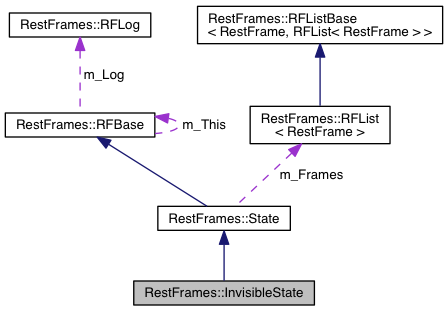 RestFrames::RFLog
RestFrames::RFListBase
< RestFrame, RFList< RestFrame > >
m_Log
RestFrames::RFBase
m_This
RestFrames::RFList
< RestFrame >
m_Frames
RestFrames::State
RestFrames::InvisibleState